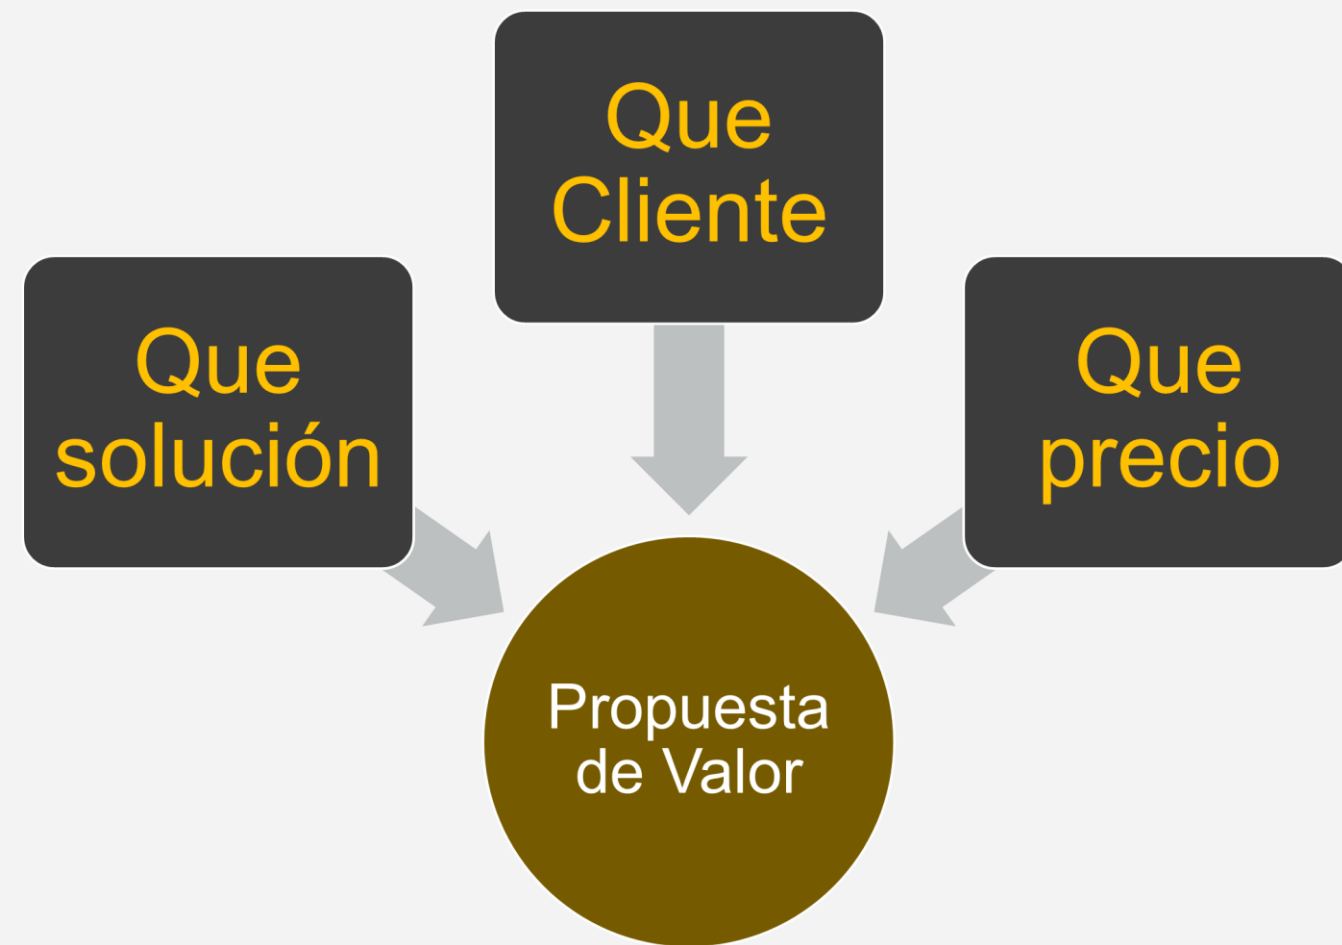 Que
Cliente
Que
solución
Que
precio
Propuesta
de Valor